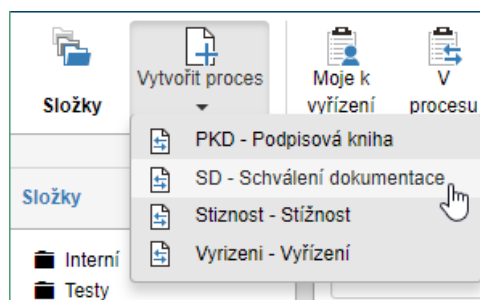 Složky
Vytvořit proces
Moje k
vyřízení
V
procesu
PKD - Podpisová kniha
SD - Schválení dokumentace
Stiznost - Stížnost
Vyrizeni - Vyřízení
Složky
Interní
Testy